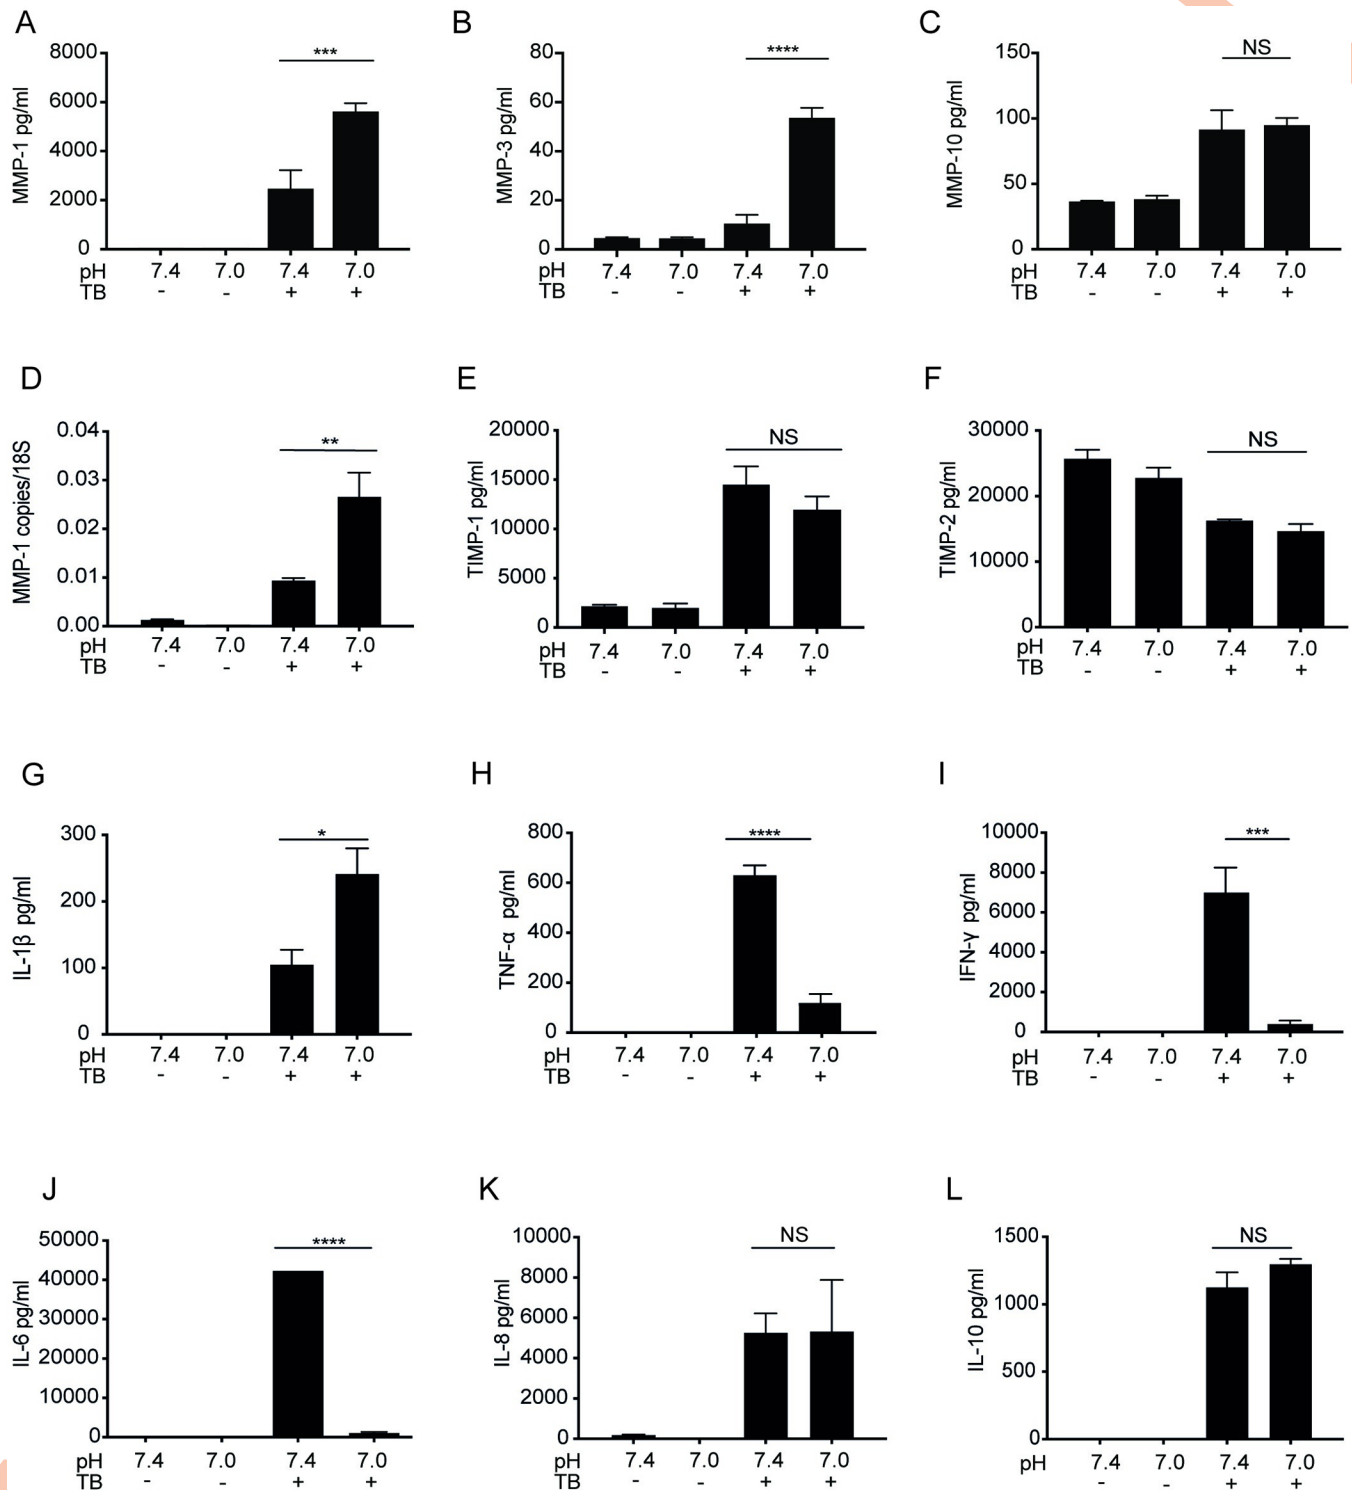 A
MMP-1 pg/ml
8000
6000
4000
2000
0
***
pH 7.4 7.0 7.4 7.0
TB - - + +
B
MMP-3 pg/ml
80
60
40
20
0
****
pH 7.4 7.0 7.4 7.0
TB - - + +
C
MMP-10 pg/ml
150
100
50
0
NS
pH 7.4 7.0 7.4 7.0
TB - - + +
D
MMP-1 copies/18S
0.04
0.03
0.02
0.01
0.00
**
pH 7.4 7.0 7.4 7.0
TB - - + +
E
TIMP-1 pg/ml
20000
15000
10000
5000
0
NS
pH 7.4 7.0 7.4 7.0
TB - - + +
F
TIMP-2 pg/ml
30000
20000
10000
0
NS
pH 7.4 7.0 7.4 7.0
TB - - + +
G
IL-1β pg/ml
300
200
100
0
*
pH 7.4 7.0 7.4 7.0
TB - - + +
H
TNF-α pg/ml
800
600
400
200
0
****
pH 7.4 7.0 7.4 7.0
TB - - + +
I
IFN-γ pg/ml
10000
8000
6000
4000
2000
0
***
pH 7.4 7.0 7.4 7.0
TB - - + +
J
IL-6 pg/ml
50000
40000
30000
20000
10000
0
****
pH 7.4 7.0 7.4 7.0
TB - - + +
K
IL-8 pg/ml
10000
8000
6000
4000
2000
0
NS
pH 7.4 7.0 7.4 7.0
TB - - + +
L
IL-10 pg/ml
1500
1000
500
0
NS
pH 7.4 7.0 7.4 7.0
- - + +